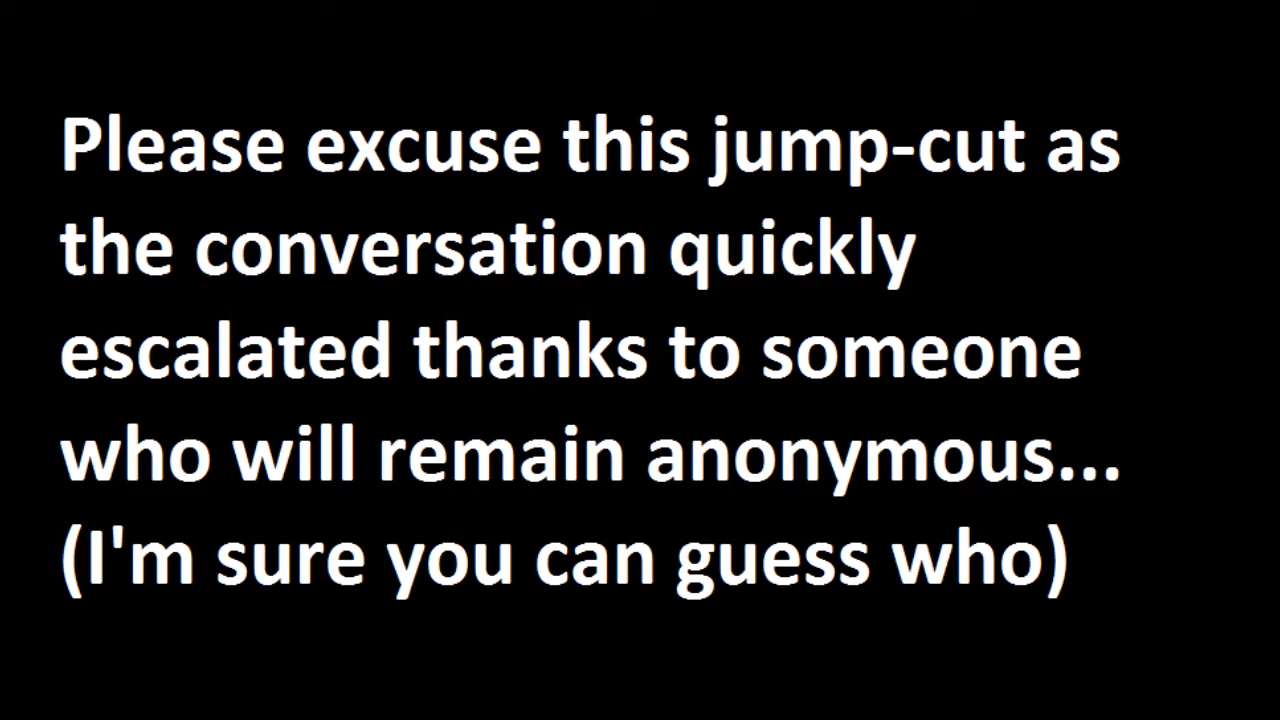 Please excuse this jump-cut as
the conversation quickly
escalated thanks to someone
who will remain anonymous...
(I'm sure you can guess who)